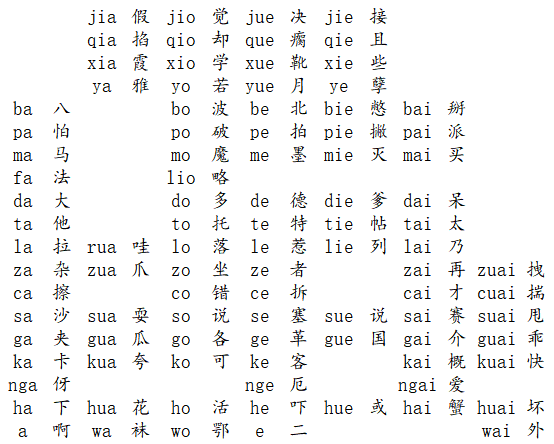 jia 假 jio 觉 jue 决 jie 接
qia 掐 qio 却 que 瘸 qie 且
xia 霞 xio 学 xue 靴 xie 些
ya 雅 yo 若 yue 月 ye 孽
ba 八 bo 波 be 北 bie 憋 bai 掰
pa 怕 po 破 pe 拍 pie 撇 pai 派
ma 马 mo 魔 me 墨 mie 灭 mai 买
fa 法 lio 略
da 大 do 多 de 德 die 爹 dai 呆
ta 他 to 托 te 特 tie 帖 tai 太
la 拉 rua 哇 lo 落 le 惹 lie 列 lai 乃
za 杂 zua 爪 zo 坐 ze 者 zai 再 zuai 拽
ca 擦 co 错 ce 拆 cai 才 cuai 揣
sa 沙 sua 耍 so 说 se 塞 sue 说 sai 赛 suai 甩
ga 夹 gua 瓜 go 各 ge 革 gue 国 gai 介 guai 乖
ka 卡 kua 夸 ko 可 ke 客 kai 概 kuai 快
nga 伢 nge 厄 ngai 爱
ha 下 hua 花 ho 活 he 吓 hue 或 hai 蟹 huai 坏
a 啊 wa 袜 wo 鄂 e 二 wai 外